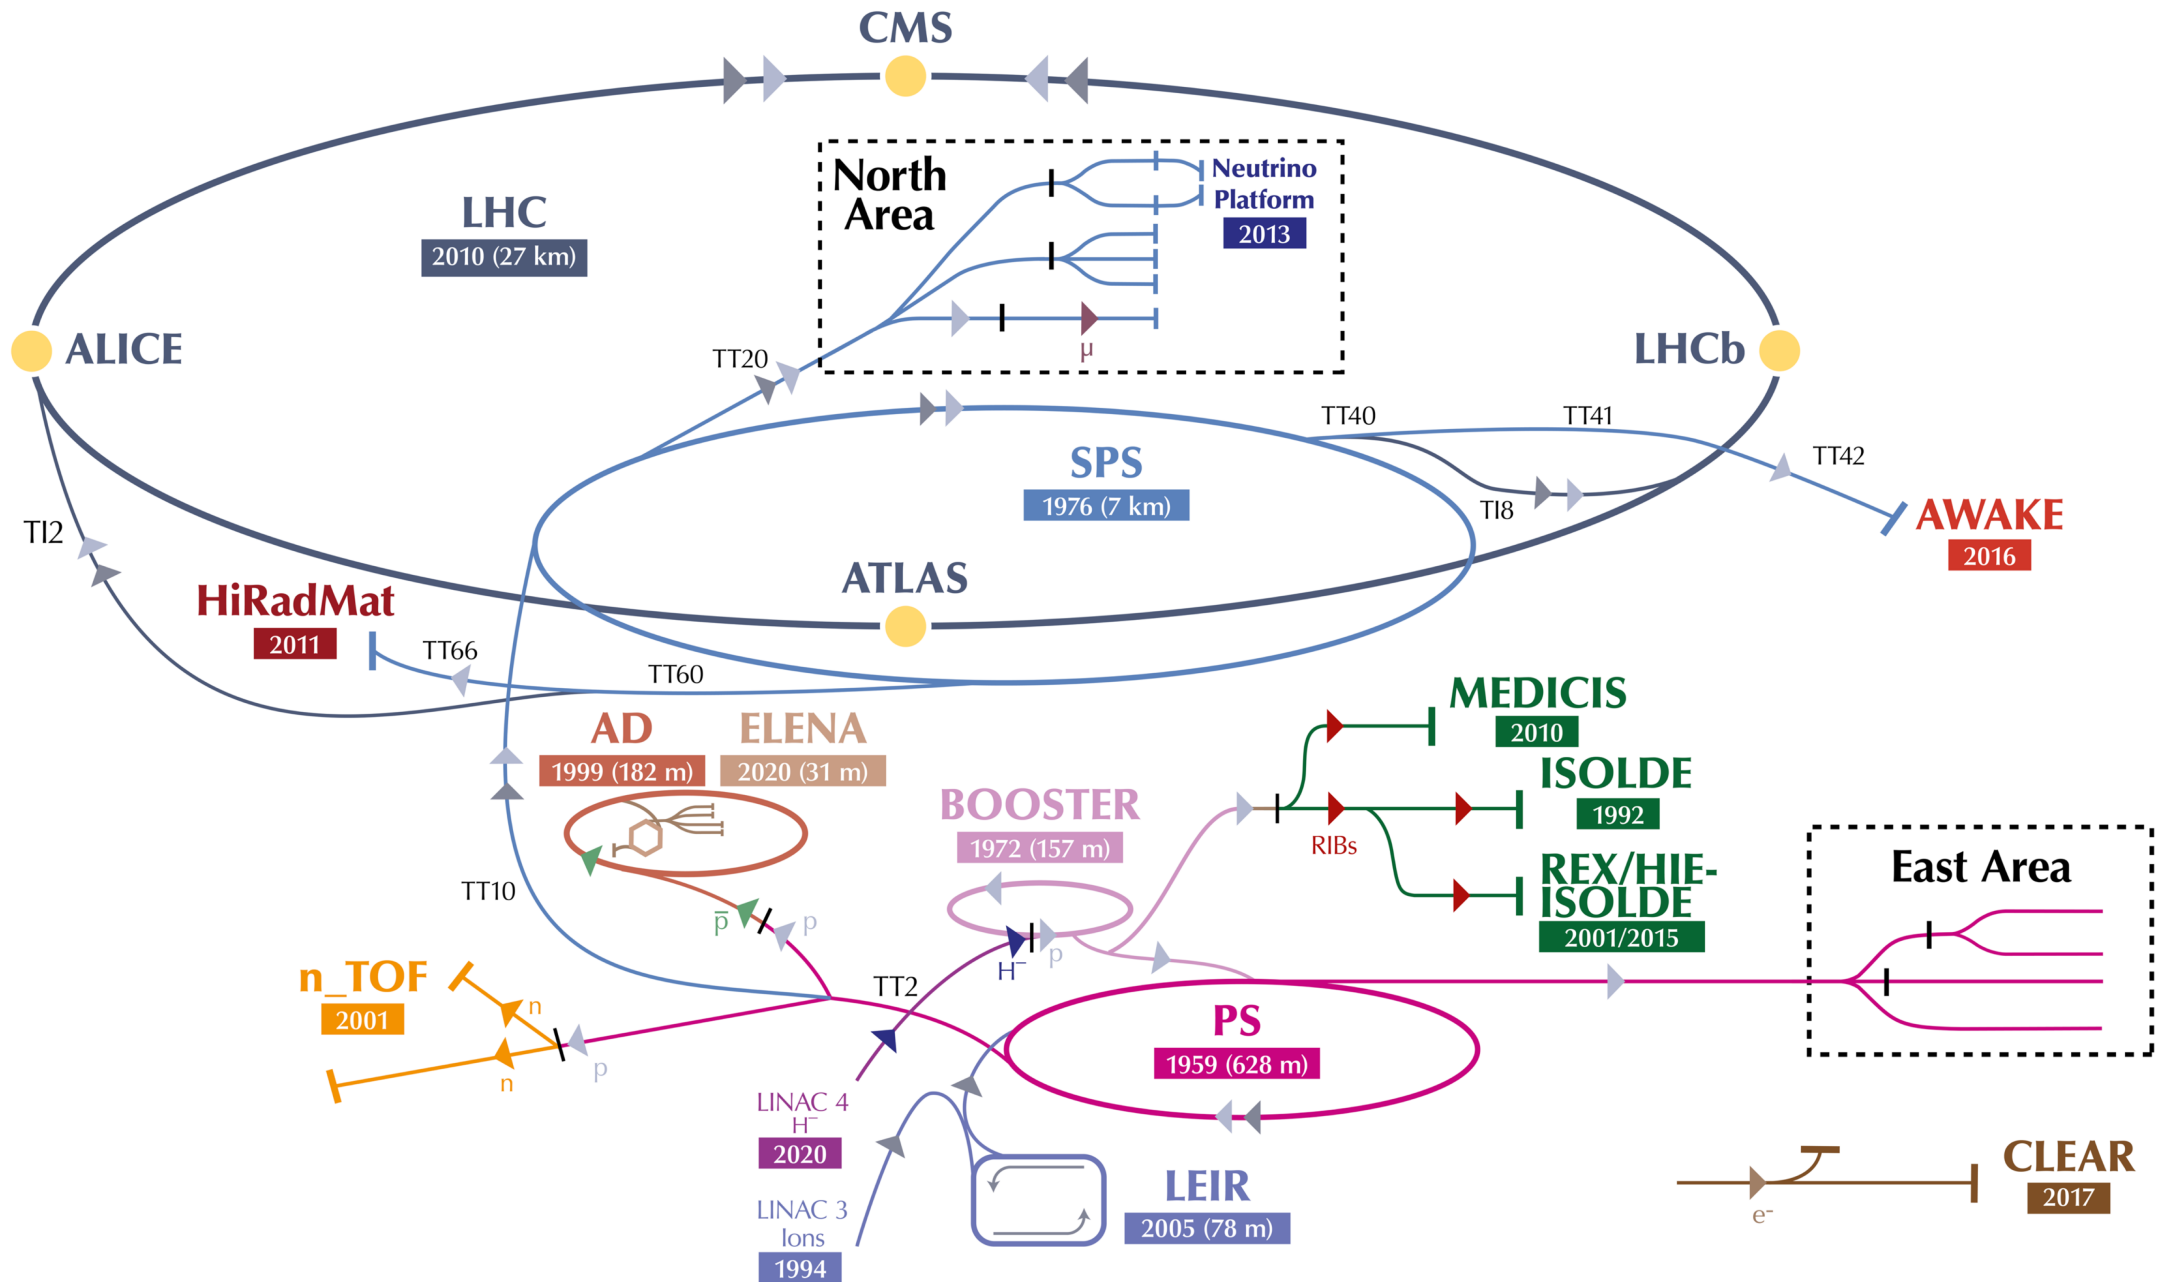 CMS
North
Area
Neutrino
Platform
2013
LHC
2010 (27 km)
μ
ALICE
LHCb
TT20
TT40
TT41
TT42
SPS
1976 (7 km)
TI8
AWAKE
2016
TI2
ATLAS
HiRadMat
2011
TT66
TT60
MEDICIS
2010
AD
1999 (182 m)
ELENA
2020 (31 m)
ISOLDE
1992
BOOSTER
1972 (157 m)
RIBs
REX/HIE-
ISOLDE
2001/2015
East Area
TT10
p̄
p
H⁻
p
n_TOF
2001
n
n
p
TT2
PS
1959 (628 m)
LINAC 4
H⁻
2020
LINAC 3
Ions
1994
LEIR
2005 (78 m)
CLEAR
2017
e-